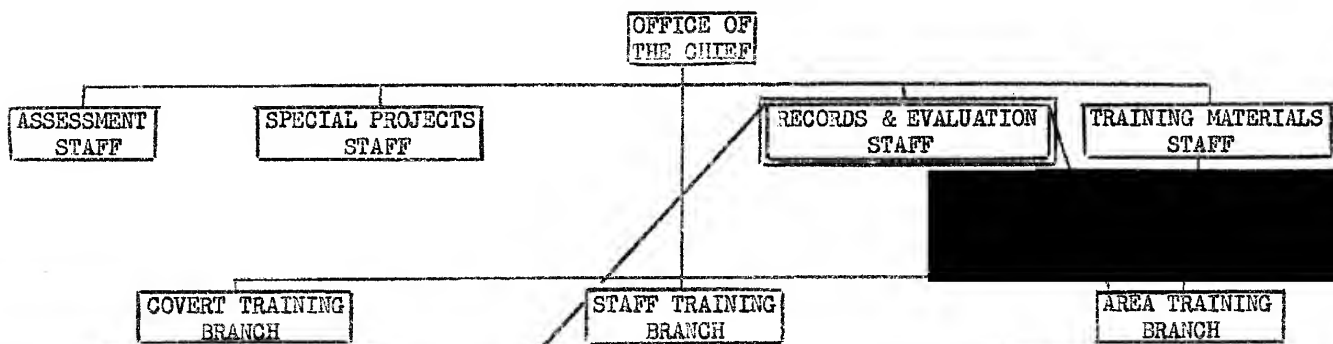 OFFICE OF
THE CHIEF
ASSESSMENT
STAFF
SPECIAL PROJECTS
STAFF
RECORDS & EVALUATION
STAFF
TRAINING MATERIALS
STAFF
COVERT TRAINING
BRANCH
STAFF TRAINING
BRANCH
AREA TRAINING
BRANCH